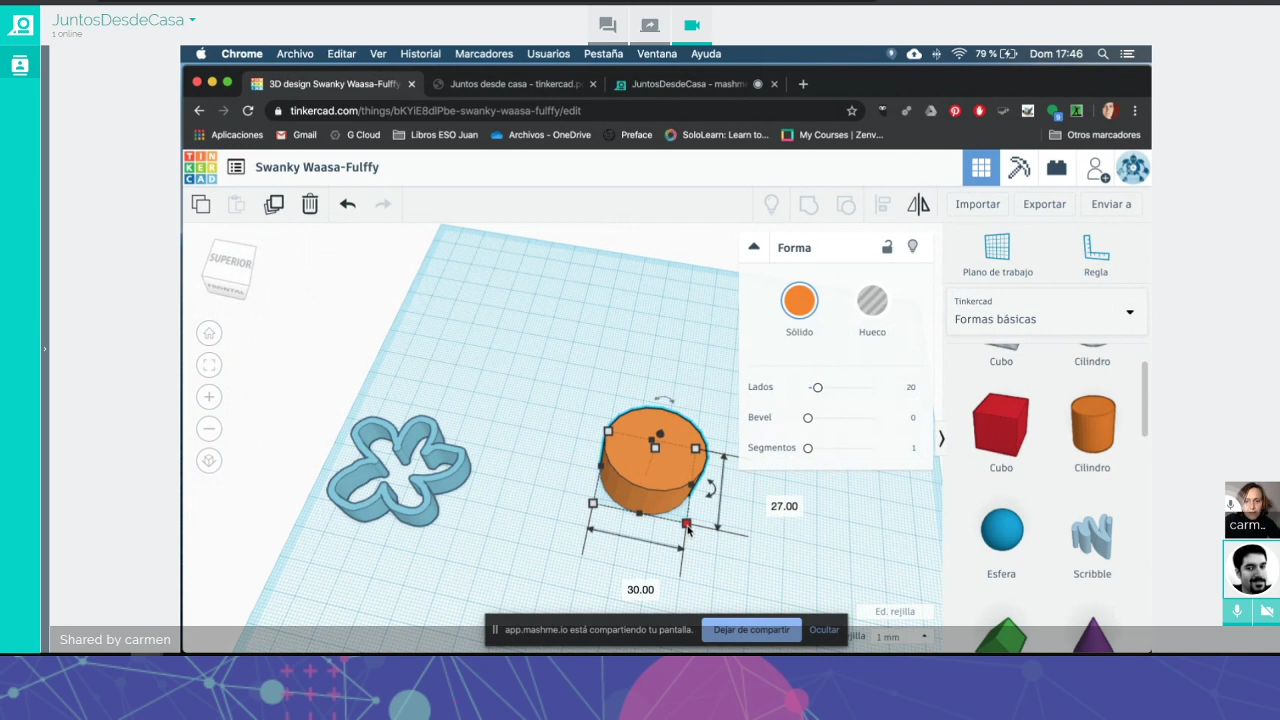 JuntosDesdeCasa
1 online
Chrome Archivo Editar Ver Historial Marcadores Usuarios Pestaña Ventana Ayuda 79 % Dom 17:46
3D design Swanky Waasa-Fulffy Juntos desde casa - tinkercad.p JuntosDesdeCasa - mashm
tinkercad.com/things/bKYiE8dlPbe-swanky-waasa-fulffy/edit
Aplicaciones Gmail G Cloud Libros ESO Juan Archivos - OneDrive Preface SoloLearn: Learn to... My Courses | Zenv... Otros marcadores
TIN
KER
CAD
Swanky Waasa-Fulffy
Importar Exportar Enviar a
SUPERIOR
FRONTAL
Forma
Sólido Hueco
Lados 20
Bevel 0
Segmentos 1
Plano de trabajo Regla
Tinkercad
Formas básicas
Cubo Cilindro
Cubo Cilindro
Esfera Scribble
27.00
30.00
Ed. rejilla
1 mm
app.mashme.io está compartiendo tu pantalla. Dejar de compartir Ocultar
Shared by carmen
carm...